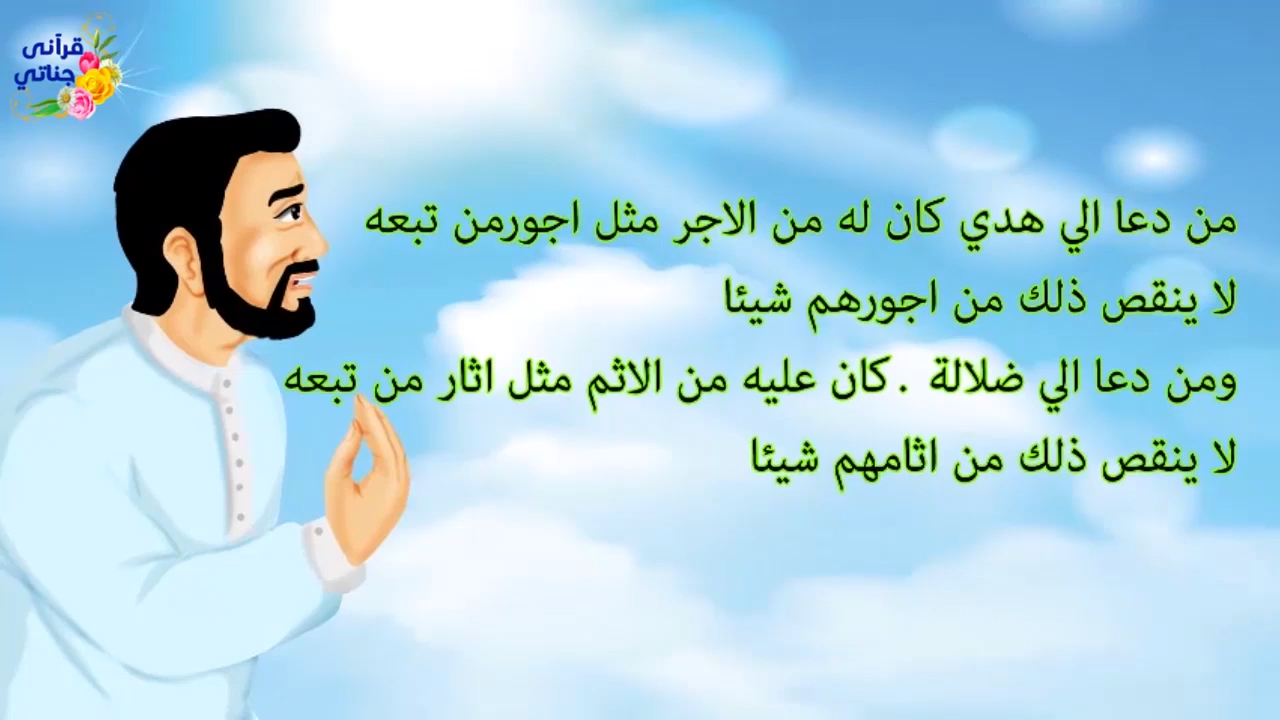 قرآنى
جناتي
من دعا الي هدي كان له من الاجر مثل اجورمن تبعه
لا ينقص ذلك من اجورهم شيئا
ومن دعا الي ضلالة . كان عليه من الاثم مثل اثار من تبعه
لا ينقص ذلك من اثامهم شيئا